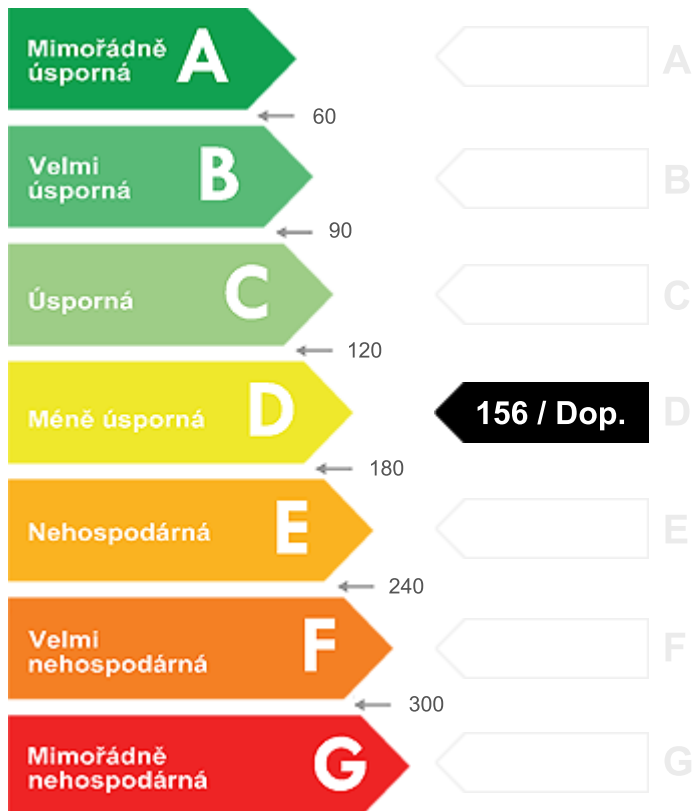 Mimořádně
úsporná
A
A
60
Velmi
úsporná
B
B
90
Úsporná
C
C
120
Méně úsporná
D
156 / Dop.
D
180
Nehospodárná
E
E
240
Velmi
nehospodárná
F
F
300
Mimořádně
nehospodárná
G
G